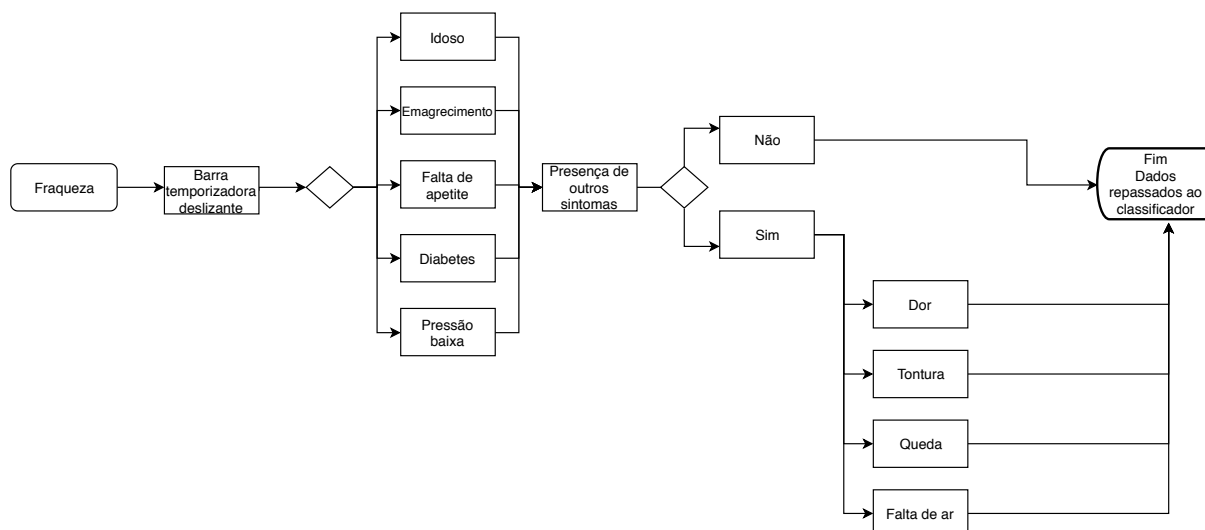 Fraqueza
Barra
temporizadora
deslizante
Idoso
Emagrecimento
Falta de
apetite
Diabetes
Pressão
baixa
Presença de
outros
sintomas
Não
Sim
Dor
Tontura
Queda
Falta de ar
Fim
Dados
repassados ao
classificador